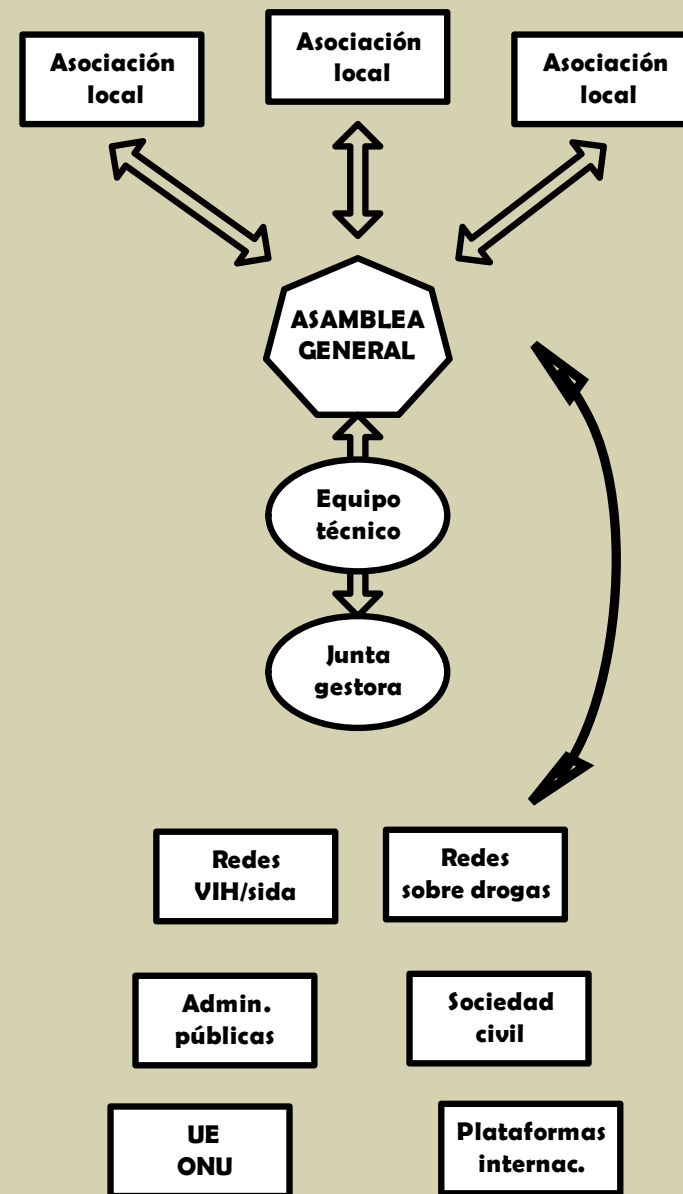 Asociación
local
Asociación
local
Asociación
local
ASAMBLEA
GENERAL
Equipo
técnico
Junta
gestora
Redes
VIH/sida
Redes
sobre drogas
Admin.
públicas
Sociedad
civil
UE
ONU
Plataformas
internac.